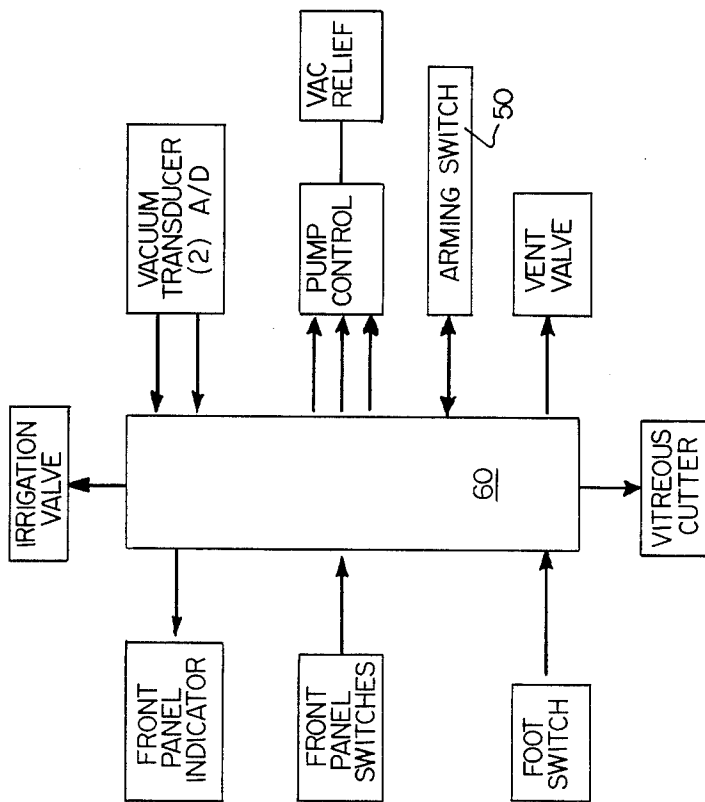 IRRIGATION
VALVE
FRONT
PANEL
INDICATOR
VACUUM
TRANSDUCER
(2) A/D
FRONT
PANEL
SWITCHES
60
PUMP
CONTROL
VAC
RELIEF
ARMING SWITCH
50
FOOT
SWITCH
VENT
VALVE
VITREOUS
CUTTER